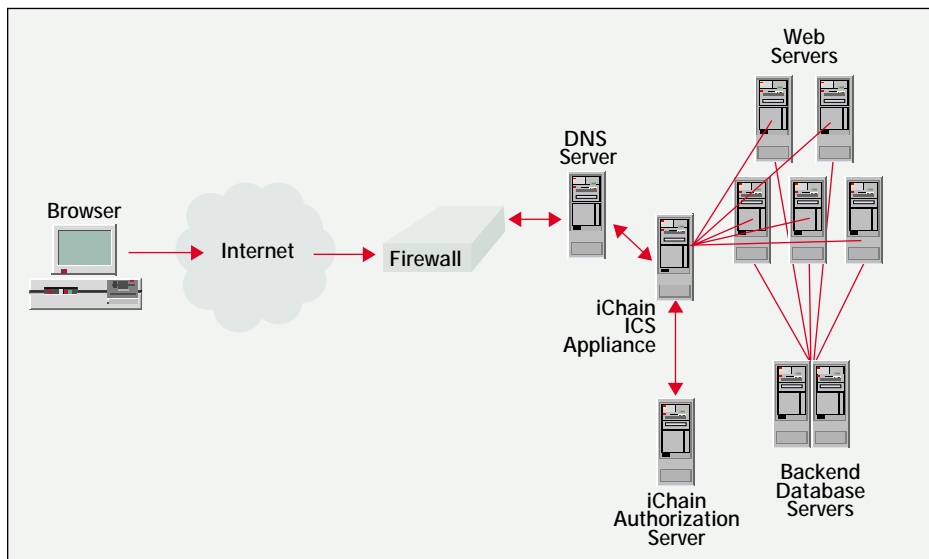 Web
Servers
DNS
Server
Browser
Internet
Firewall
iChain
ICS
Appliance
iChain
Authorization
Server
Backend
Database
Servers